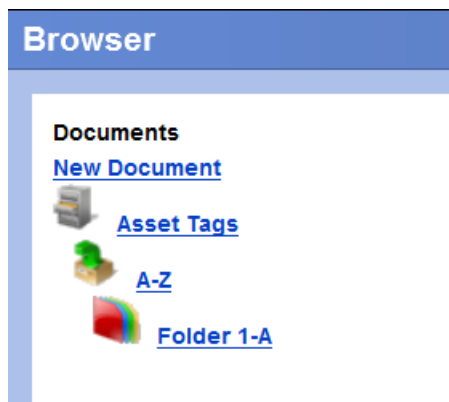 Browser
Documents
New Document
Asset Tags
A-Z
Folder 1-A